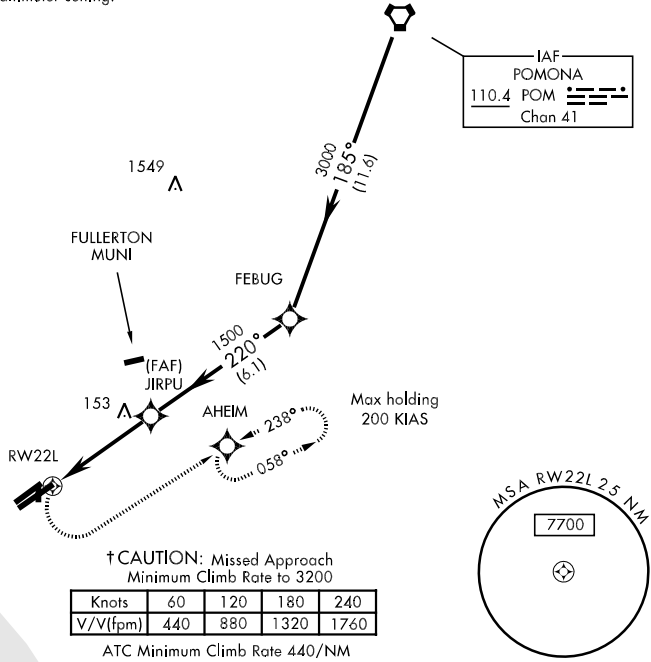 IAF
POMONA
110.4 POM
Chan 41
3000
185°
(11.6)
1549
FULLERTON
MUNI
FEBUG
1500
220°
(6.1)
(FAF)
JIRPU
153
AHEIM
238°
058°
Max holding
200 KIAS
RW22L
MSA RW22L 25 NM
7700
† CAUTION: Missed Approach
Minimum Climb Rate to 3200
Knots 60 120 180 240
V/V(fpm) 440 880 1320 1760
ATC Minimum Climb Rate 440/NM